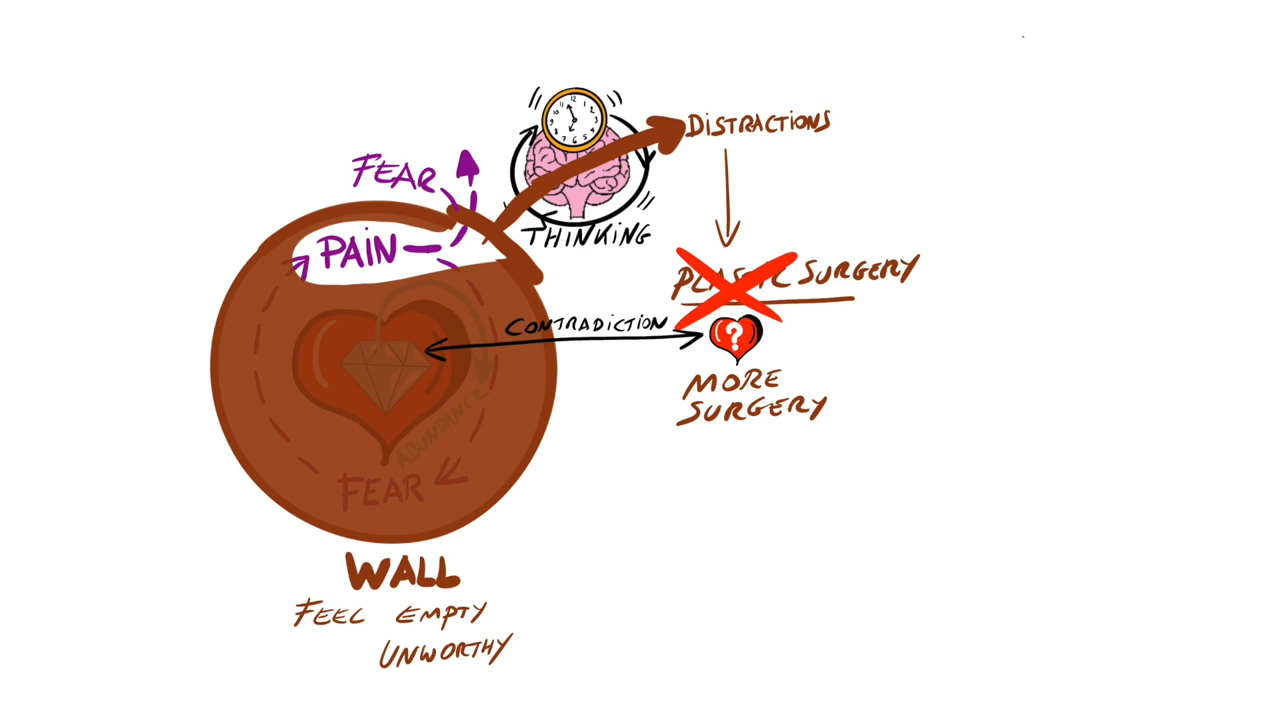 DISTRACTIONS
FEAR
THINKING
PAIN
PLASTIC SURGERY
CONTRADICTION
?
MORE
SURGERY
ABUNDANCE
FEAR
WALL
FEEL EMPTY
UNWORTHY